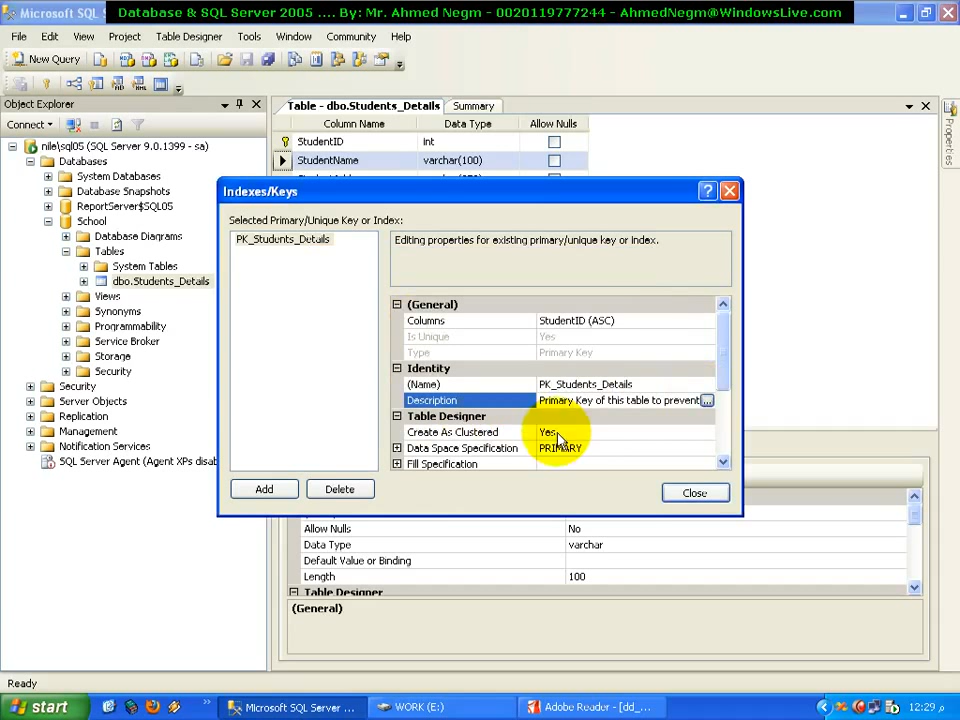 Microsoft SQL
Database & SQL Server 2005 .... By: Mr. Ahmed Negm - 0020119777244 - AhmedNegm@WindowsLive.com
File Edit View Project Table Designer Tools Window Community Help
New Query
Object Explorer
Table - dbo.Students_Details Summary
Connect
Column Name Data Type Allow Nulls
StudentID int
nile\sql05 (SQL Server 9.0.1399 - sa)
StudentName varchar(100)
Databases
System Databases
Database Snapshots
ReportServer$SQL05
School
Database Diagrams
Tables
System Tables
dbo.Students_Details
Views
Synonyms
Programmability
Service Broker
Storage
Security
Security
Server Objects
Replication
Management
Notification Services
SQL Server Agent (Agent XPs disab
Properties
Indexes/Keys
Selected Primary/Unique Key or Index:
PK_Students_Details
Editing properties for existing primary/unique key or index.
(General)
Columns StudentID (ASC)
Is Unique Yes
Type Primary Key
Identity
(Name) PK_Students_Details
Description Primary Key of this table to prevent ...
Table Designer
Create As Clustered Yes
Data Space Specification PRIMARY
Fill Specification
Add Delete Close
Allow Nulls No
Data Type varchar
Default Value or Binding
Length 100
Table Designer
(General)
Ready
start Microsoft SQL Server ... WORK (E:) Adobe Reader - [dd_... 12:29 م